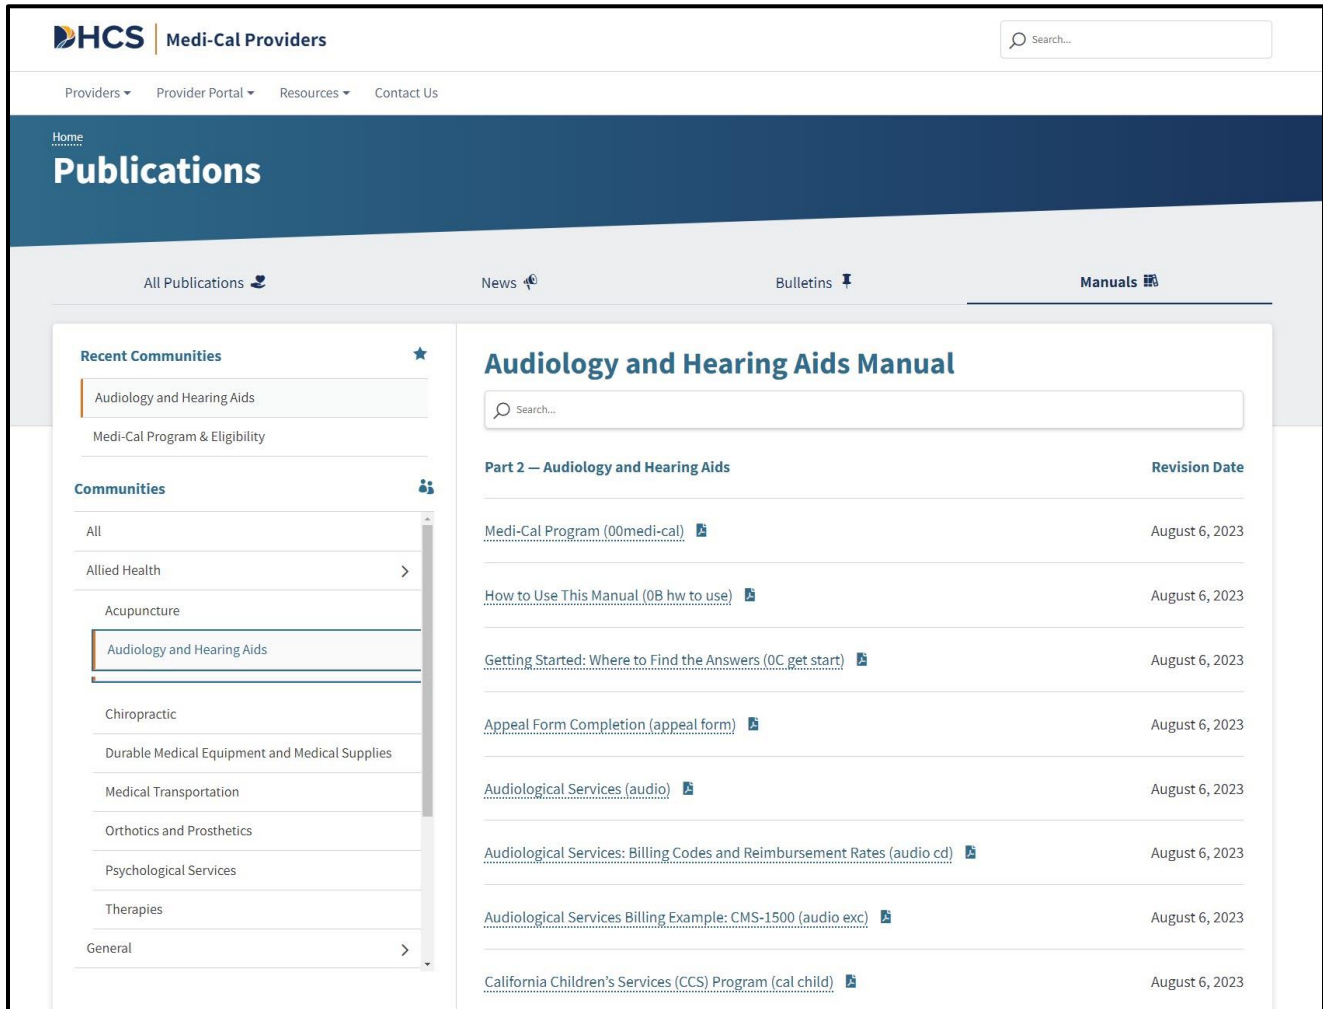 DHCS Medi-Cal Providers
Search...
Providers Provider Portal Resources Contact Us
Home
Publications
All Publications News Bulletins Manuals
Recent Communities
Audiology and Hearing Aids
Medi-Cal Program & Eligibility
Communities
All
Allied Health
Acupuncture
Audiology and Hearing Aids
Chiropractic
Durable Medical Equipment and Medical Supplies
Medical Transportation
Orthotics and Prosthetics
Psychological Services
Therapies
General
Audiology and Hearing Aids Manual
Search...
Part 2 — Audiology and Hearing Aids Revision Date
Medi-Cal Program (00medi-cal) August 6, 2023
How to Use This Manual (0B hw to use) August 6, 2023
Getting Started: Where to Find the Answers (0C get start) August 6, 2023
Appeal Form Completion (appeal form) August 6, 2023
Audiological Services (audio) August 6, 2023
Audiological Services: Billing Codes and Reimbursement Rates (audio cd) August 6, 2023
Audiological Services Billing Example: CMS-1500 (audio exc) August 6, 2023
California Children's Services (CCS) Program (cal child) August 6, 2023